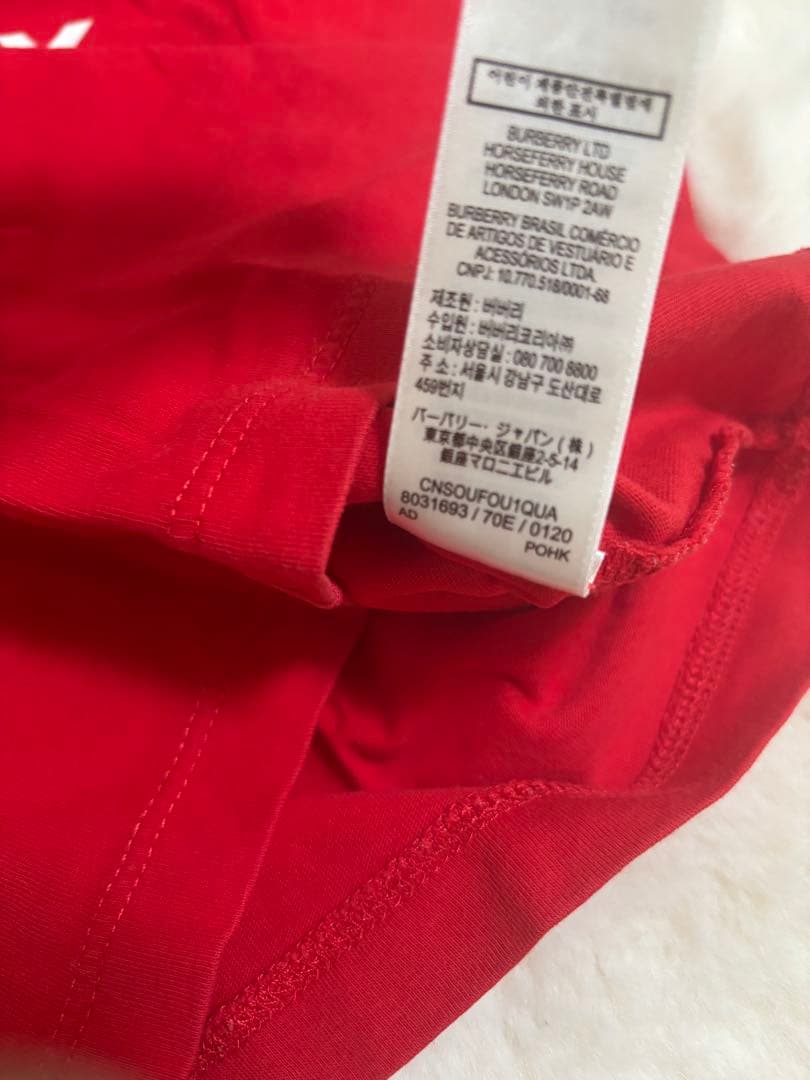 Y
어린이제품안전특별법에
의한 표시
BURBERRY LTD
HORSEFERRY HOUSE
HORSEFERRY ROAD
LONDON SW1P 2AW
BURBERRY BRASIL COMÉRCIO
DE ARTIGOS DE VESTUÁRIO E
ACESSÓRIOS LTDA.
CNPJ: 10.770.518/0001-68
제조원 : 버버리
수입원 : 버버리코리아㈜
소비자상담실 : 080 700 8800
주 소 : 서울시 강남구 도산대로
459번지
バーバリー・ジャパン(株)
東京都中央区銀座2-5-14
銀座マロニエビル
CNSOUFOU1QUA
8031693 / 70E / 0120
AD
POHK